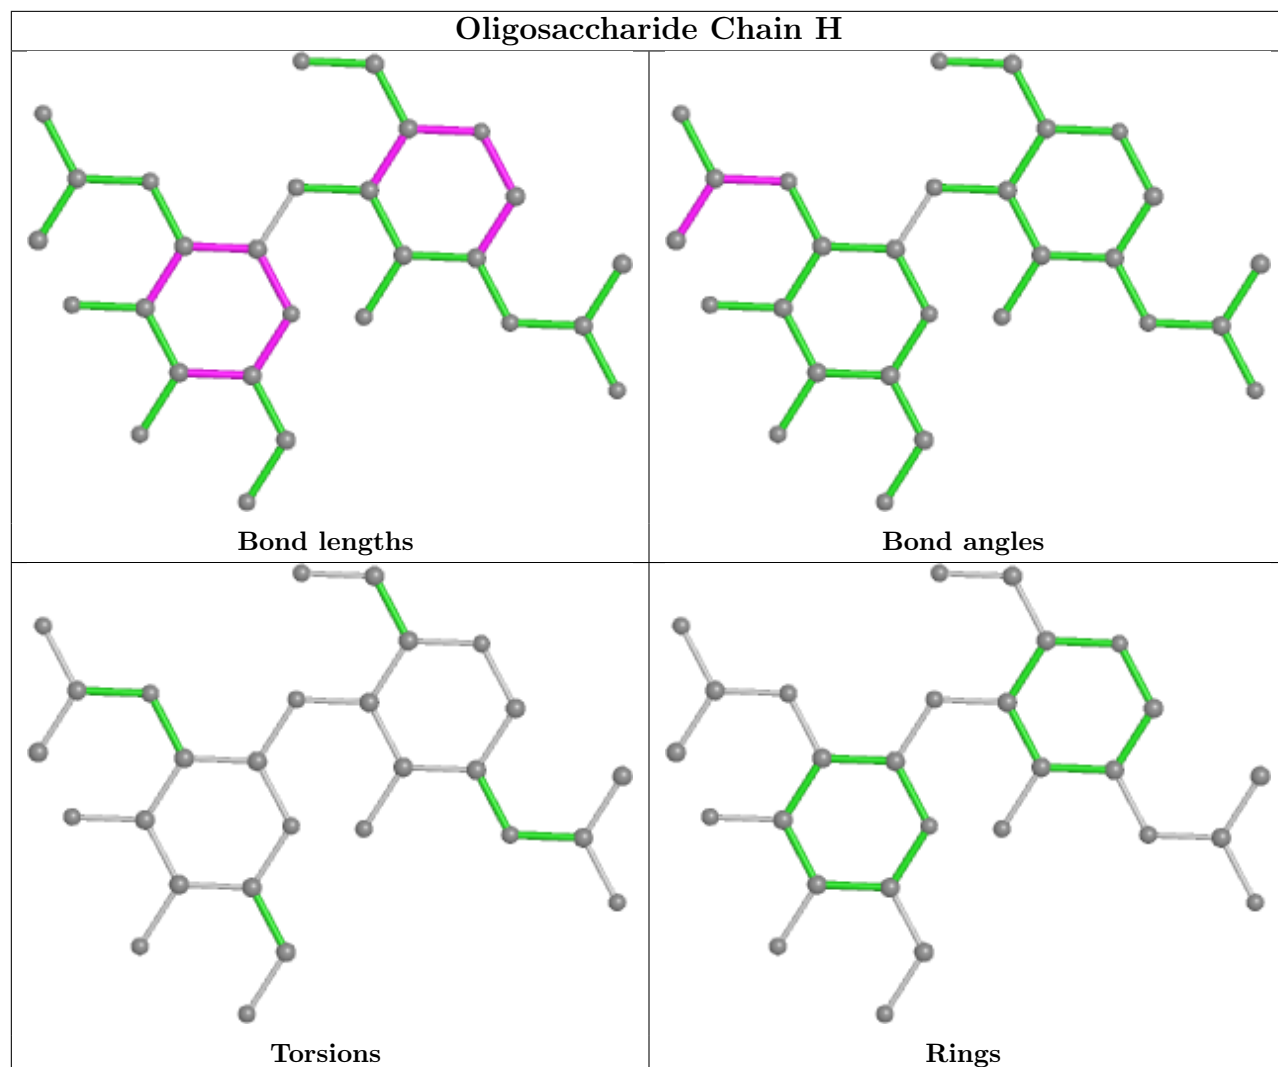 Oligosaccharide Chain H
Bond lengths
Bond angles
Torsions
Rings